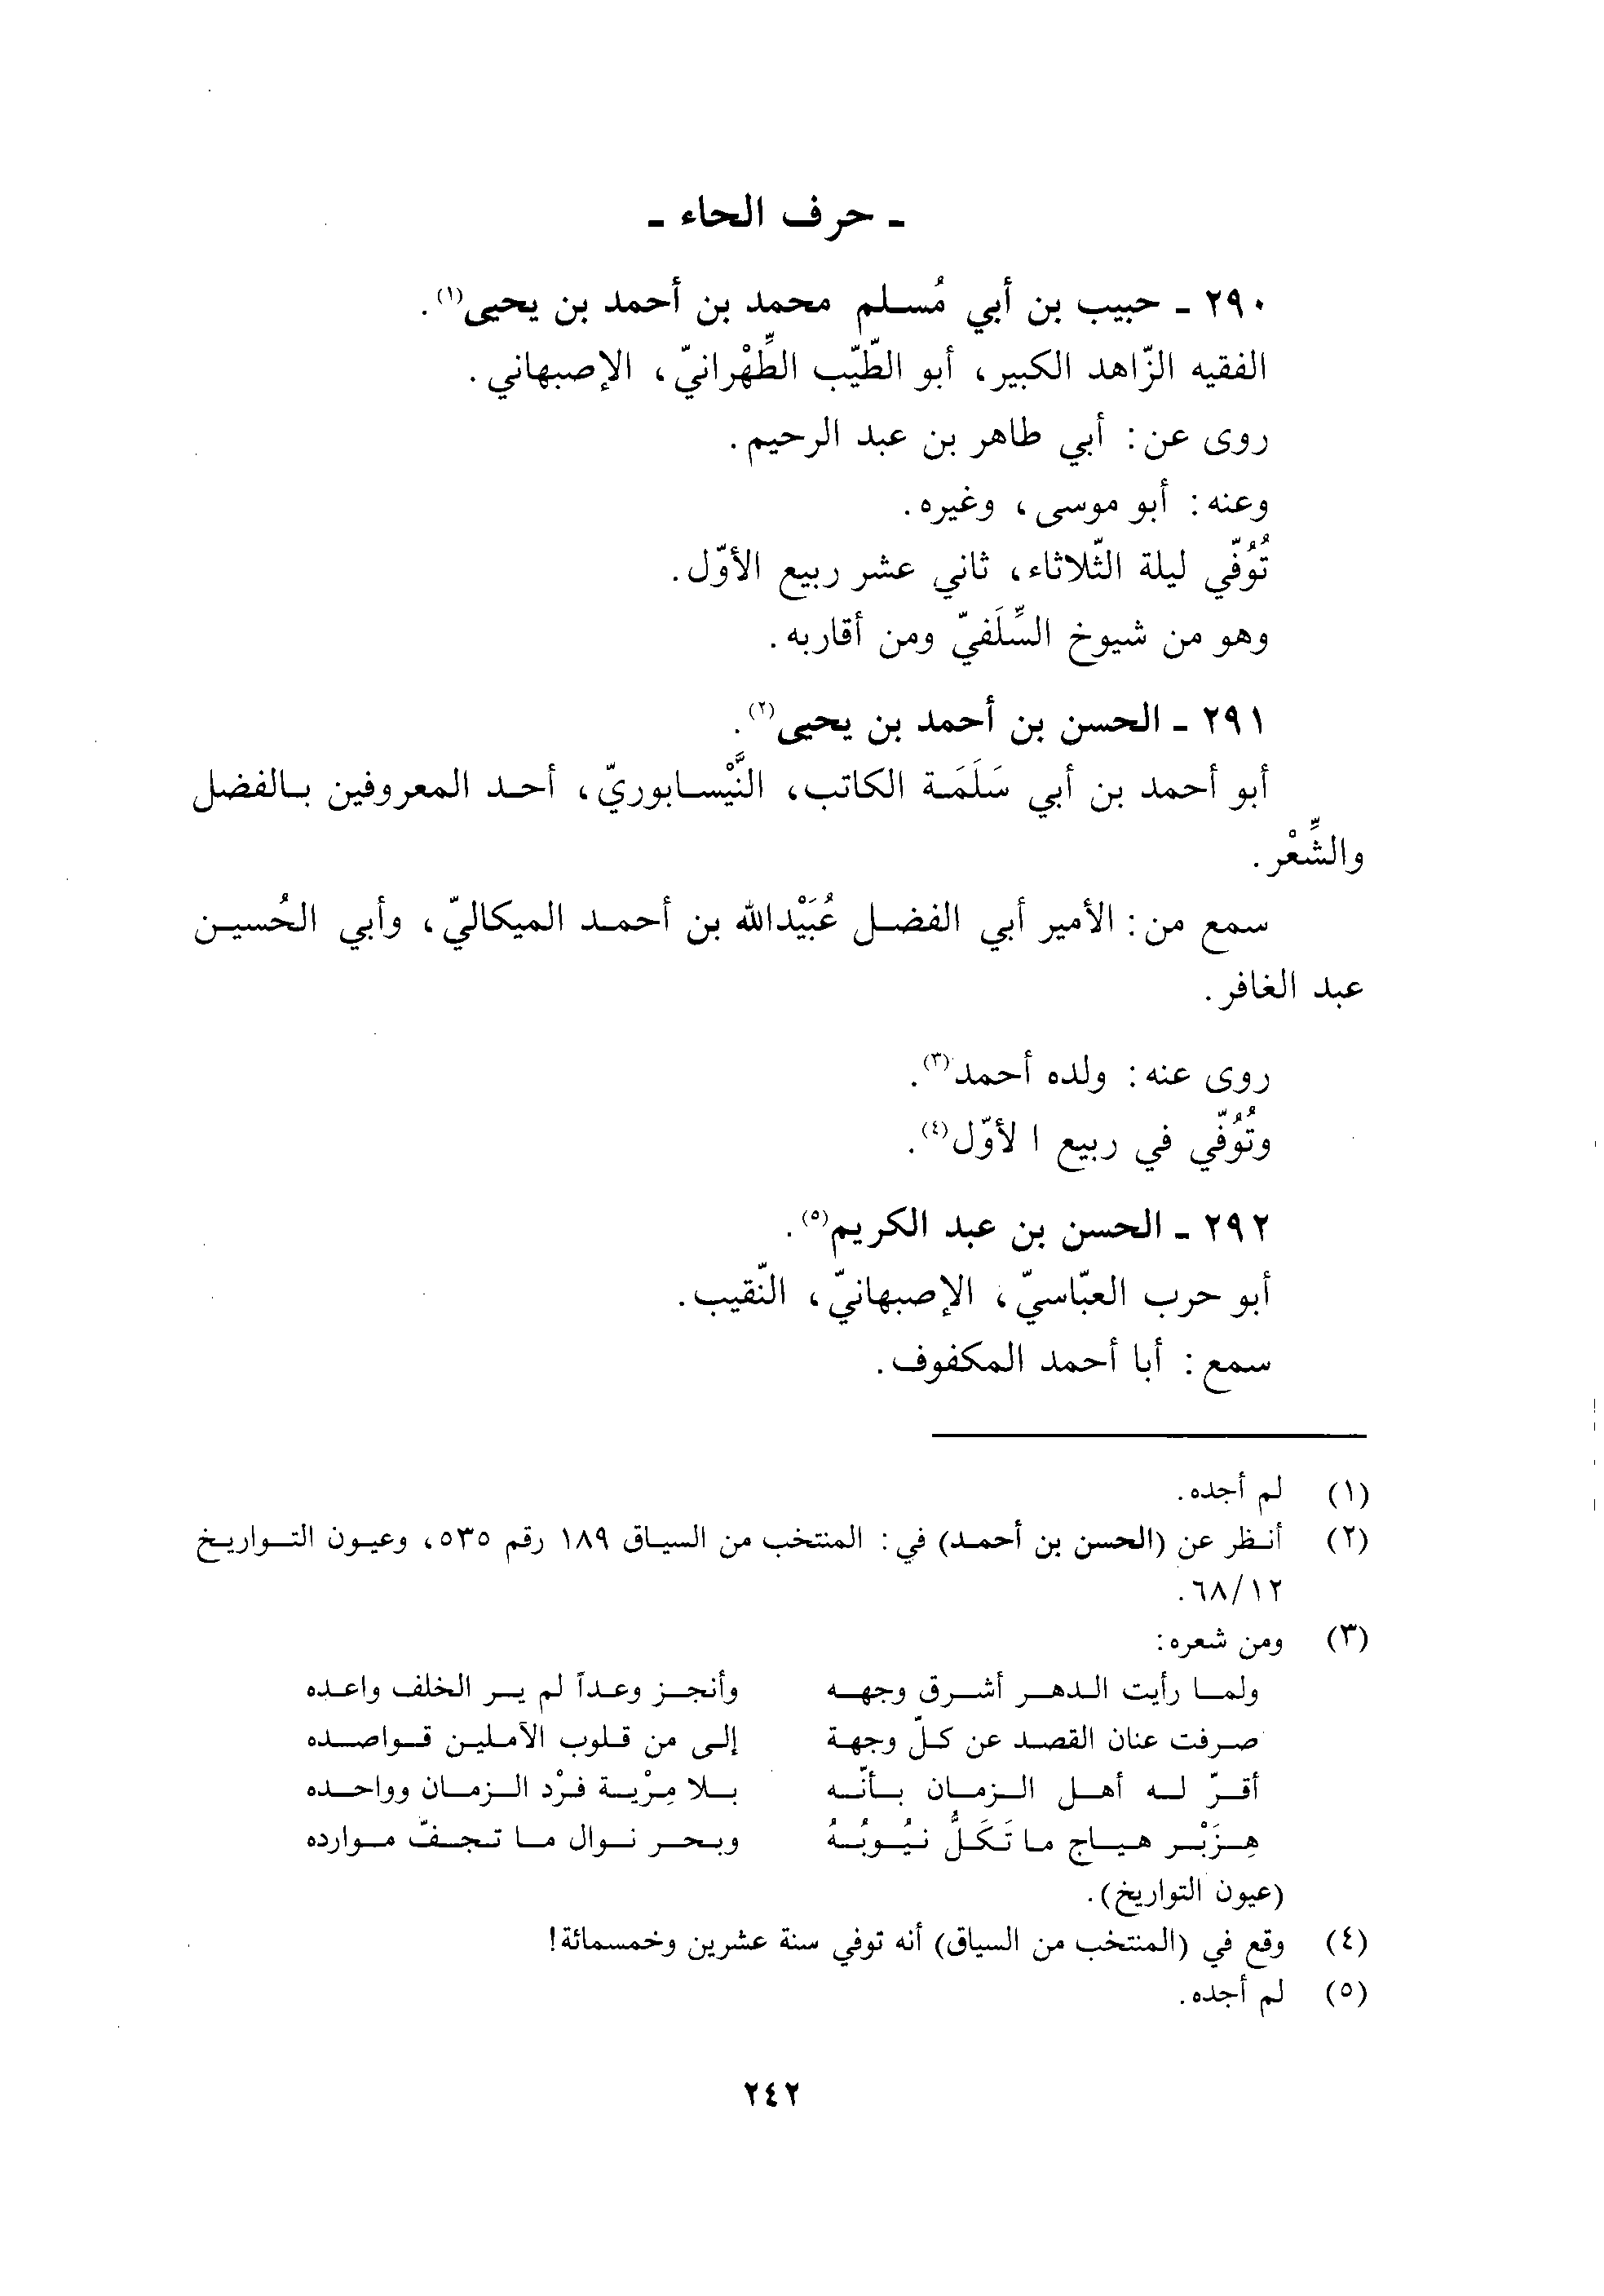 ـ حرف الحاء ـ
٢٩٠ ـ حبيب بن أبي مُسلم محمد بن أحمد بن يحيى(١).
الفقيه الزّاهد الكبير، أبو الطّيّب الطِّهْرانيّ، الإصبهاني.
روى عن: أبي طاهر بن عبد الرحيم.
وعنه: أبو موسى، وغيره.
تُوُفّي ليلة الثّلاثاء، ثاني عشر ربيع الأوّل.
وهو من شيوخ السِّلَفيّ ومن أقاربه.
٢٩١ ـ الحسن بن أحمد بن يحيى(٢).
أبو أحمد بن أبي سَلَمَة الكاتب، النَّيْسابوريّ، أحد المعروفين بالفضل
والشِّعْر.
سمع من: الأمير أبي الفضل عُبَيْدالله بن أحمد الميكاليّ، وأبي الحُسين
عبد الغافر.
روى عنه: ولده أحمد(٣).
وتُوُفّي في ربيع ا لأوّل(٤).
٢٩٢ ـ الحسن بن عبد الكريم(٥).
أبو حرب العبّاسيّ، الإصبهانيّ، النّقيب.
سمع: أبا أحمد المكفوف.
(١) لم أجده.
(٢) أنظر عن (الحسن بن أحمد) في: المنتخب من السياق ١٨٩ رقم ٥٣٥، وعيون التواريخ
٦٨/١٢.
(٣) ومن شعره:
ولما رأيت الدهر أشرق وجهه وأنجز وعداً لم ير الخلف واعده
صرفت عنان القصد عن كلّ وجهة إلى من قلوب الآملين قواصده
أقرّ له أهل الزمان بأنّه بلا مِرْية فرْد الزمان وواحده
هِزَبْر هياج ما تَكَلُّ نيُوبُهُ وبحر نوال ما تجفّ موارده
(عيون التواريخ).
(٤) وقع في (المنتخب من السياق) أنه توفي سنة عشرين وخمسمائة!
(٥) لم أجده.
٢٤٢